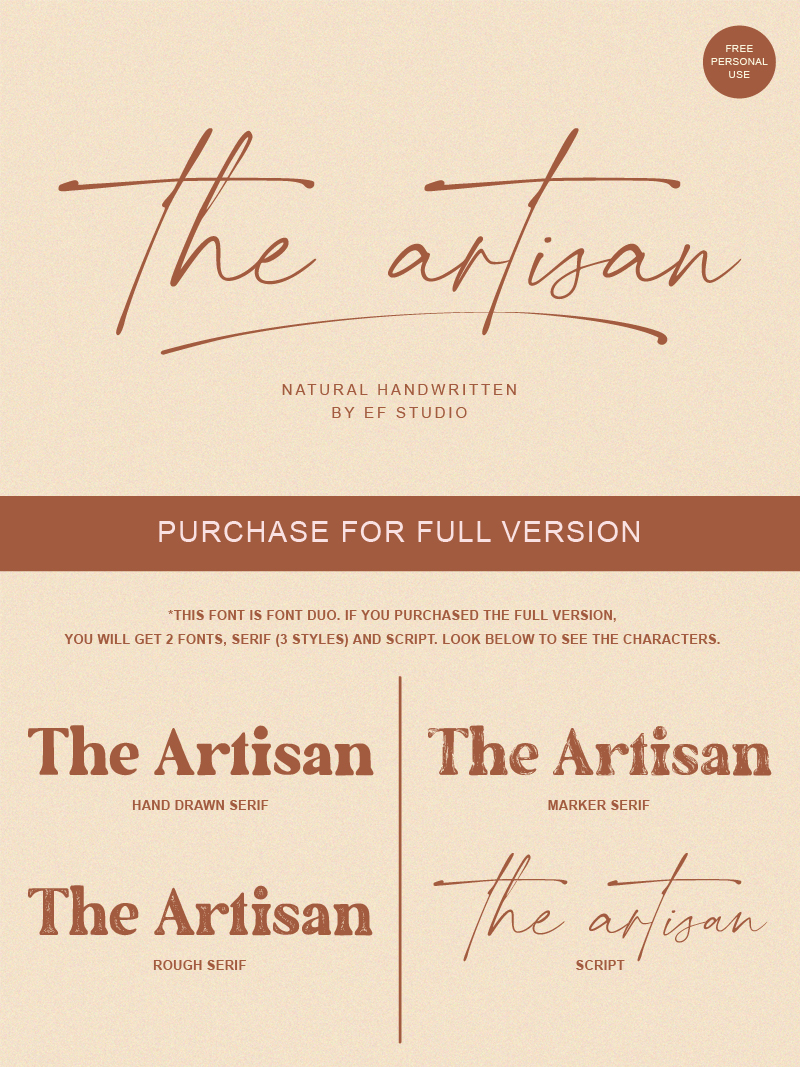 FREE
PERSONAL
USE
the artisan
NATURAL HANDWRITTEN
BY EF STUDIO
PURCHASE FOR FULL VERSION
*THIS FONT IS FONT DUO. IF YOU PURCHASED THE FULL VERSION,
YOU WILL GET 2 FONTS, SERIF (3 STYLES) AND SCRIPT. LOOK BELOW TO SEE THE CHARACTERS.
The Artisan
HAND DRAWN SERIF
The Artisan
MARKER SERIF
The Artisan
ROUGH SERIF
the artisan
SCRIPT